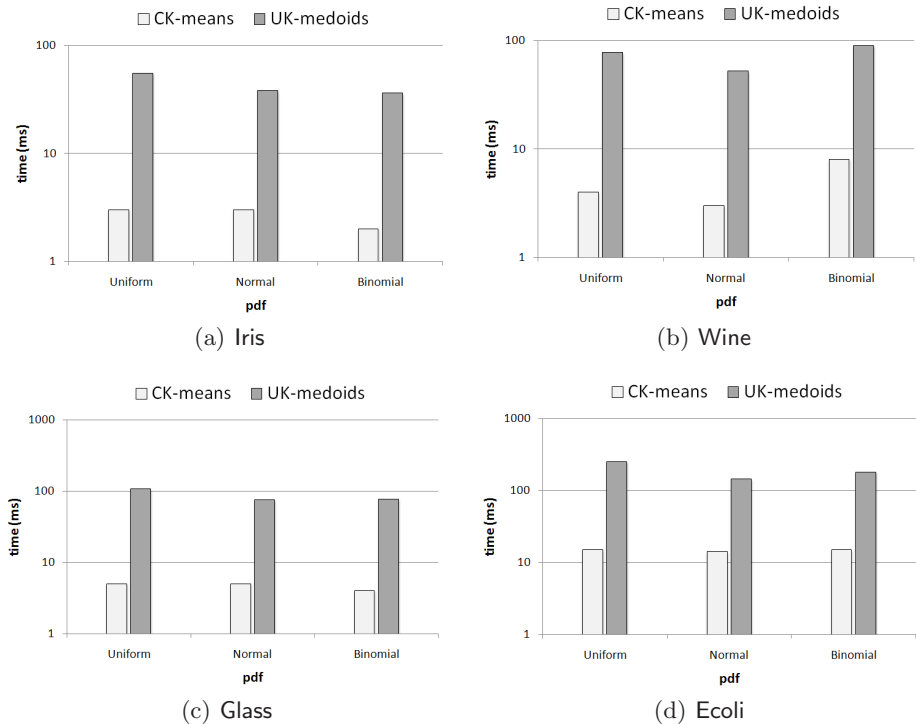 CK-means UK-medoids
100
10
1
time (ms)
Uniform Normal Binomial
pdf
(a) Iris
CK-means UK-medoids
100
10
1
time (ms)
Uniform Normal Binomial
pdf
(b) Wine
CK-means UK-medoids
1000
100
10
1
time (ms)
Uniform Normal Binomial
pdf
(c) Glass
CK-means UK-medoids
1000
100
10
1
time (ms)
Uniform Normal Binomial
pdf
(d) Ecoli